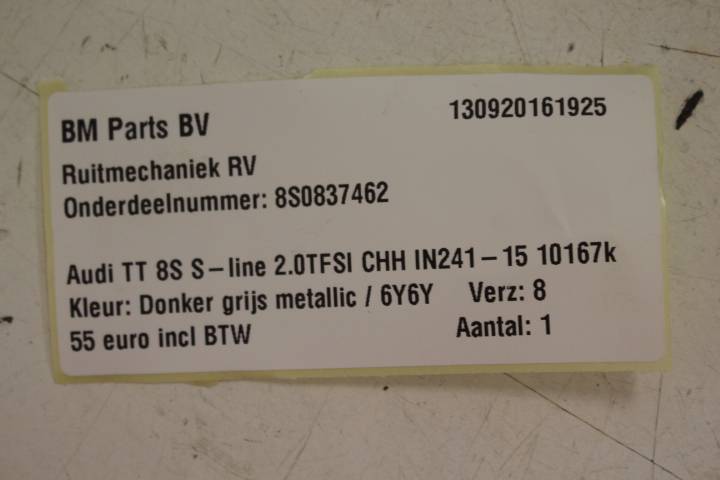 BM Parts BV 130920161925
Ruitmechaniek RV
Onderdeelnummer: 8S0837462
Audi TT 8S S-line 2.0TFSI CHH IN241-15 10167k
Kleur: Donker grijs metallic / 6Y6Y Verz: 8
55 euro incl BTW Aantal: 1